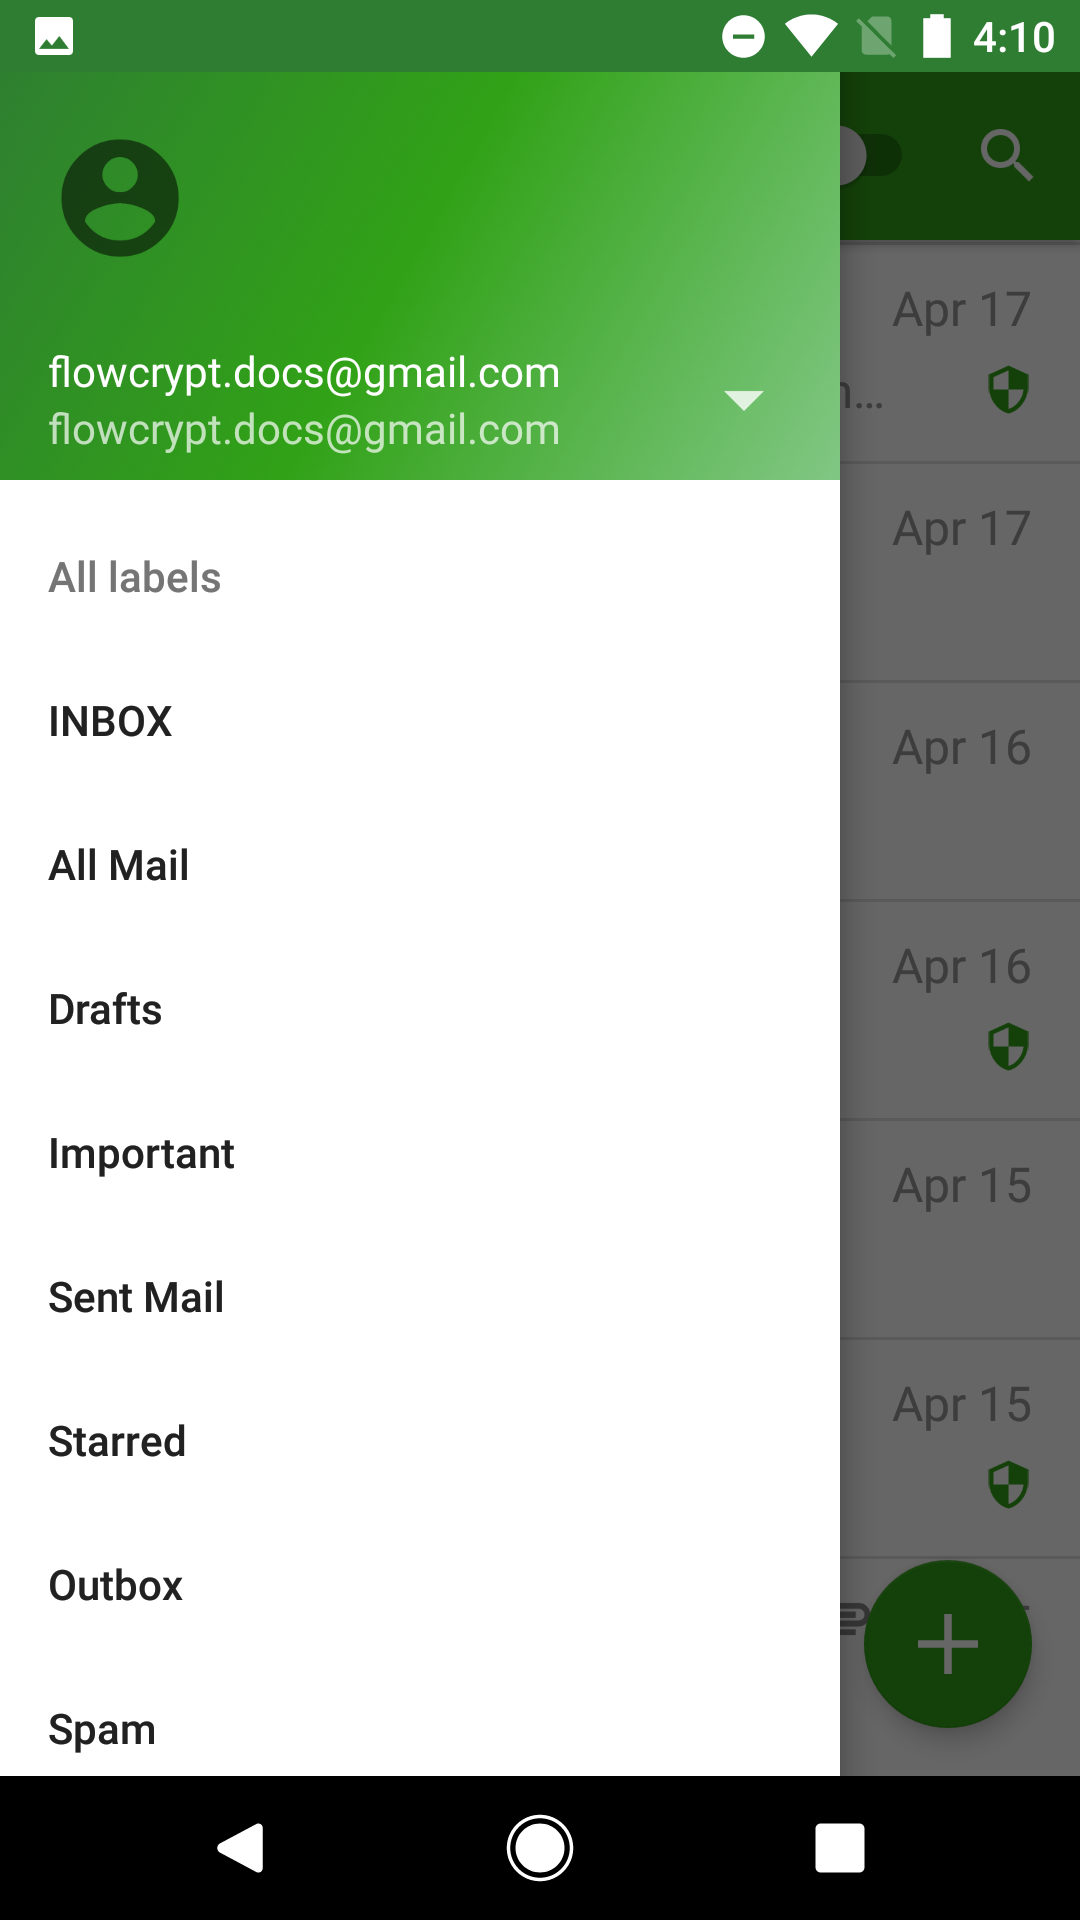 4:10
flowcrypt.docs@gmail.com
flowcrypt.docs@gmail.com
All labels
INBOX
All Mail
Drafts
Important
Sent Mail
Starred
Outbox
Spam
Apr 17
...
Apr 17
Apr 16
Apr 16
Apr 15
Apr 15